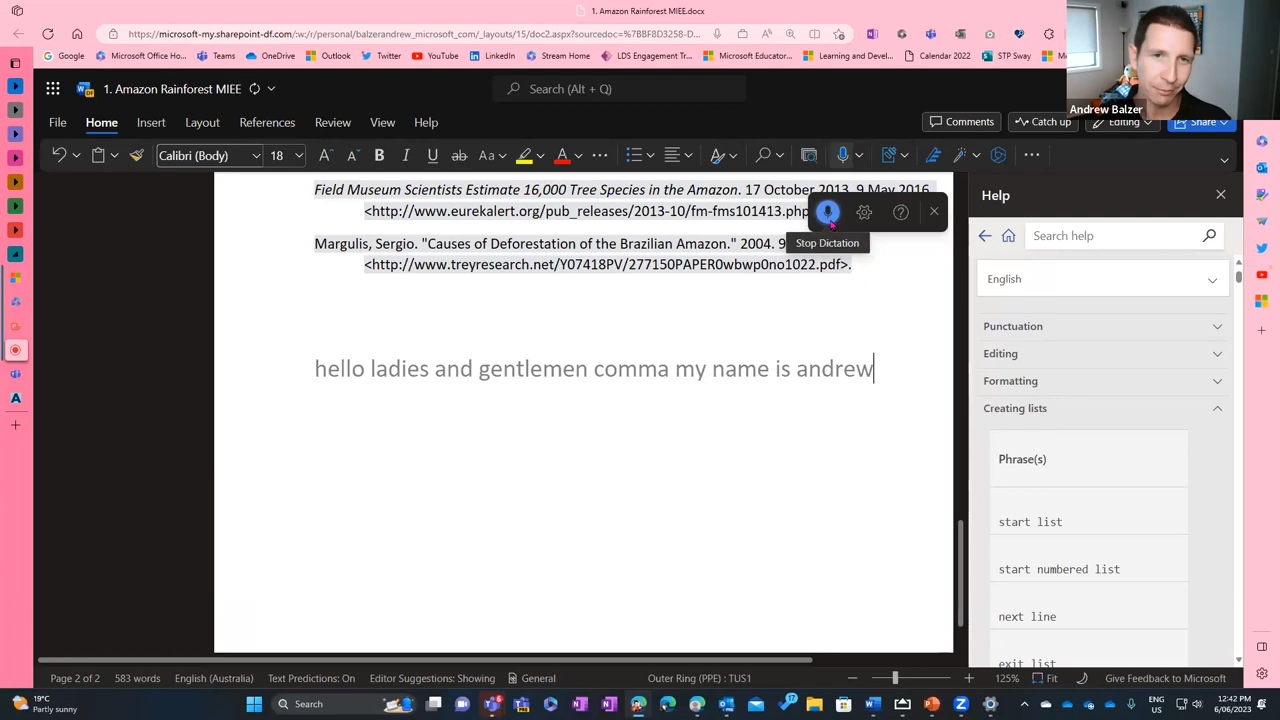 1. Amazon Rainforest MIEE.docx
https://microsoft-my.sharepoint-df.com/:w:/r/personal/balzerandrew_microsoft_com/_layouts/15/doc2.aspx?sourcedoc=%7BBF8D3258-D...
Google
Microsoft Office Ho...
Teams
OneDrive
Outlook
Twitter
YouTube
LinkedIn
Stream Home
LDS Engagement Tra...
Microsoft Educator...
Learning and Develo...
Calendar 2022
STP Sway
1. Amazon Rainforest MIEE
Search (Alt + Q)
Andrew Balzer
File
Home
Insert
Layout
References
Review
View
Help
Comments
Catch up
Editing
Share
Calibri (Body)
18
Field Museum Scientists Estimate 16,000 Tree Species in the Amazon. 17 October 2013. 9 May 2016.
<http://www.eurekalert.org/pub_releases/2013-10/fm-fms101413.php
Margulis, Sergio. "Causes of Deforestation of the Brazilian Amazon." 2004. 9
<http://www.treyresearch.net/Y07418PV/277150PAPER0wbwp0no1022.pdf>.
Stop Dictation
hello ladies and gentlemen comma my name is andrew
Help
Search help
English
Punctuation
Editing
Formatting
Creating lists
Phrase(s)
start list
start numbered list
next line
exit list
Page 2 of 2
583 words
English (Australia)
Text Predictions: On
Editor Suggestions: Showing
General
Outer Ring (PPE) : TUS1
125%
Fit
Give Feedback to Microsoft
19°C
Partly sunny
Search
ENG
US
12:42 PM
6/06/2023